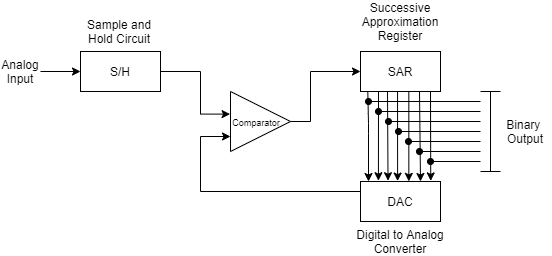 Sample and
Hold Circuit
Successive
Approximation
Register
Analog
Input
S/H
SAR
Comparator
Binary
Output
DAC
Digital to Analog
Converter